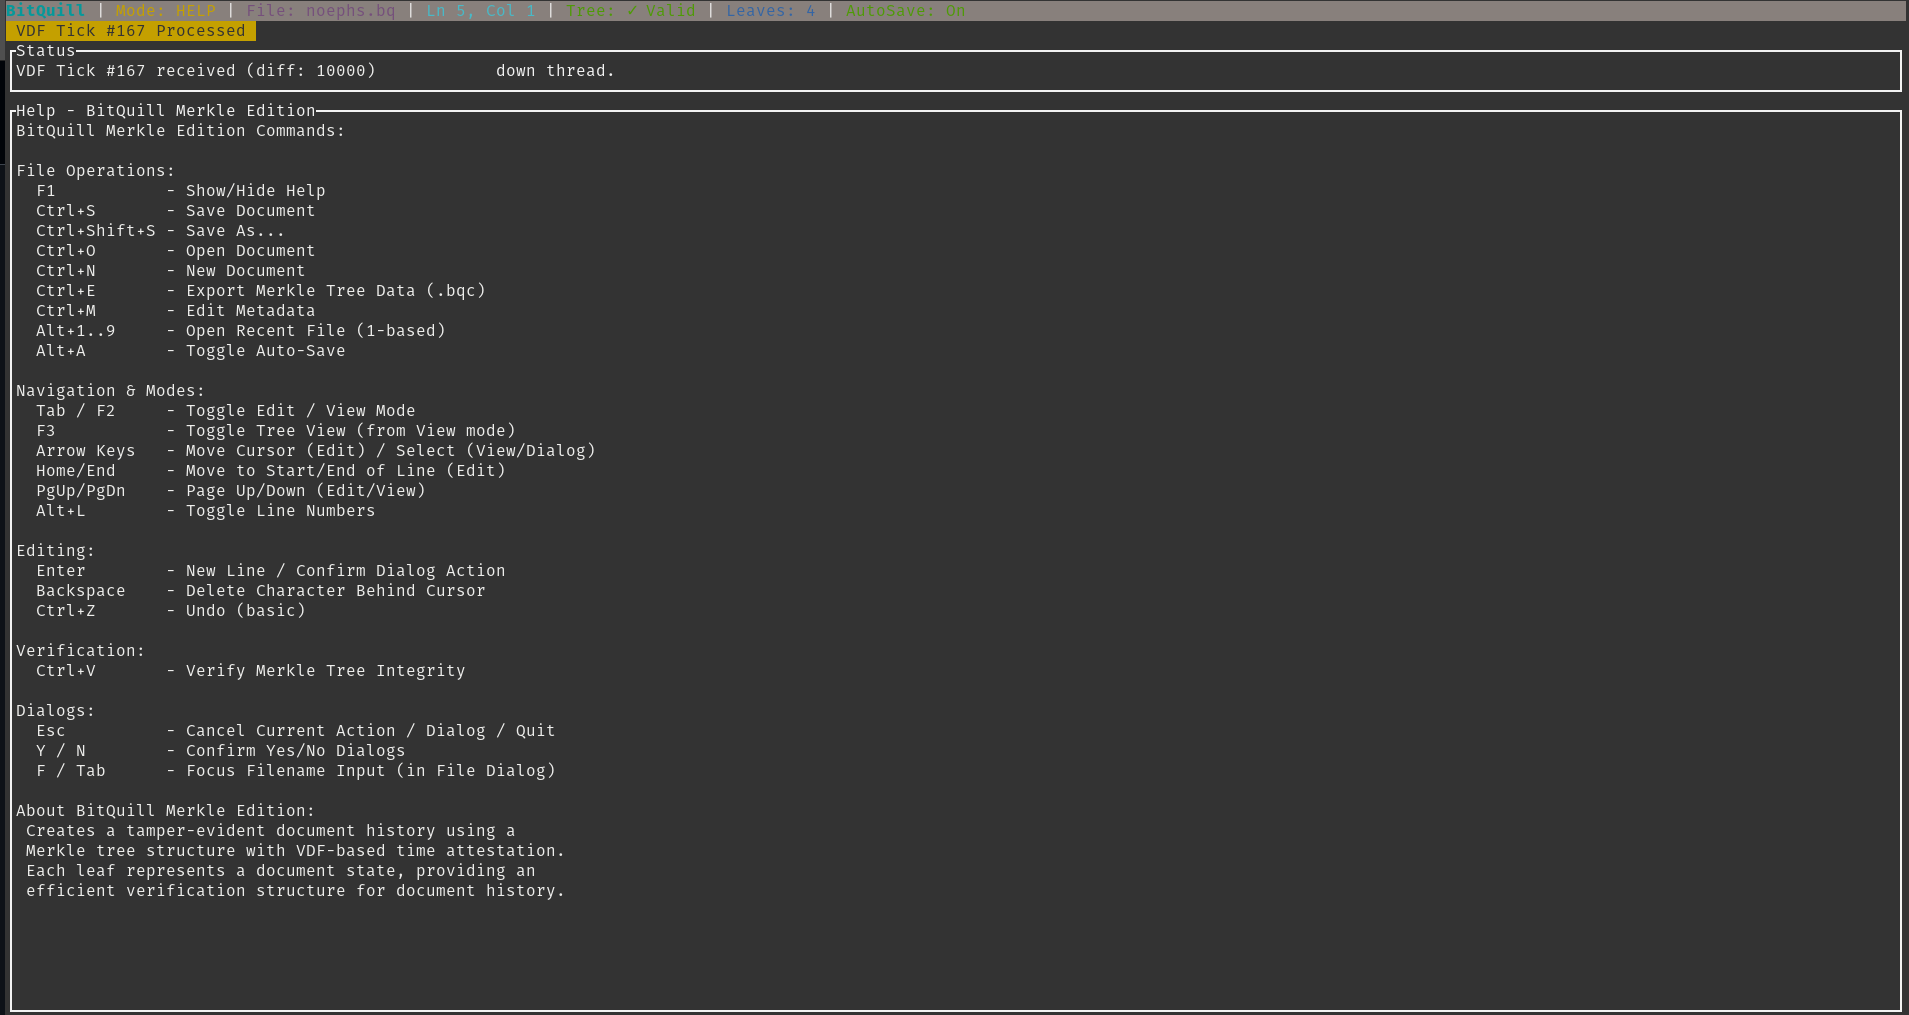 BitQuill | Mode: HELP | File: noephs.bq | Ln 5, Col 1 | Tree: ✓ Valid | Leaves: 4 | AutoSave: On
VDF Tick #167 Processed
Status
VDF Tick #167 received (diff: 10000)            down thread.
Help - BitQuill Merkle Edition
BitQuill Merkle Edition Commands:
File Operations:
F1           - Show/Hide Help
Ctrl+S       - Save Document
Ctrl+Shift+S - Save As...
Ctrl+O       - Open Document
Ctrl+N       - New Document
Ctrl+E       - Export Merkle Tree Data (.bqc)
Ctrl+M       - Edit Metadata
Alt+1..9     - Open Recent File (1-based)
Alt+A        - Toggle Auto-Save
Navigation & Modes:
Tab / F2     - Toggle Edit / View Mode
F3           - Toggle Tree View (from View mode)
Arrow Keys   - Move Cursor (Edit) / Select (View/Dialog)
Home/End     - Move to Start/End of Line (Edit)
PgUp/PgDn    - Page Up/Down (Edit/View)
Alt+L        - Toggle Line Numbers
Editing:
Enter        - New Line / Confirm Dialog Action
Backspace    - Delete Character Behind Cursor
Ctrl+Z       - Undo (basic)
Verification:
Ctrl+V       - Verify Merkle Tree Integrity
Dialogs:
Esc          - Cancel Current Action / Dialog / Quit
Y / N        - Confirm Yes/No Dialogs
F / Tab      - Focus Filename Input (in File Dialog)
About BitQuill Merkle Edition:
Creates a tamper-evident document history using a
Merkle tree structure with VDF-based time attestation.
Each leaf represents a document state, providing an
efficient verification structure for document history.